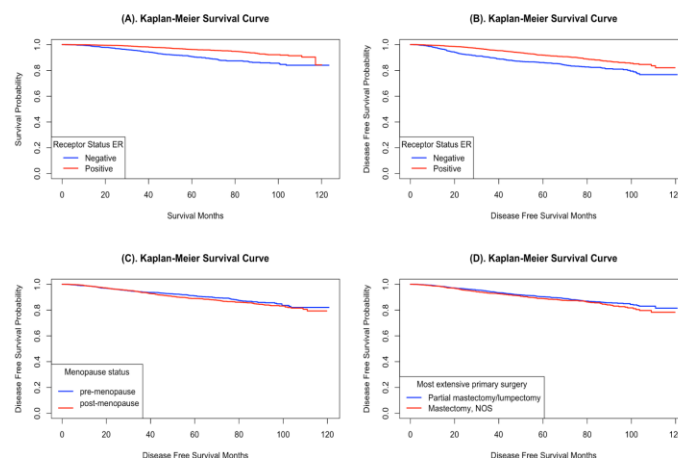 (A). Kaplan-Meier Survival Curve
Survival Probability
1.0
0.8
0.6
0.4
0.2
0.0
Receptor Status ER
Negative
Positive
0 20 40 60 80 100 120
Survival Months
(B). Kaplan-Meier Survival Curve
Disease Free Survival Probability
1.0
0.8
0.6
0.4
0.2
0.0
Receptor Status ER
Negative
Positive
0 20 40 60 80 100 120
Disease Free Survival Months
(C). Kaplan-Meier Survival Curve
Disease Free Survival Probability
1.0
0.8
0.6
0.4
0.2
0.0
Menopause status
pre-menopause
post-menopause
0 20 40 60 80 100 120
Disease Free Survival Months
(D). Kaplan-Meier Survival Curve
Disease Free Survival Probability
1.0
0.8
0.6
0.4
0.2
0.0
Most extensive primary surgery
Partial mastectomy/lumpectomy
Mastectomy, NOS
0 20 40 60 80 100 120
Disease Free Survival Months